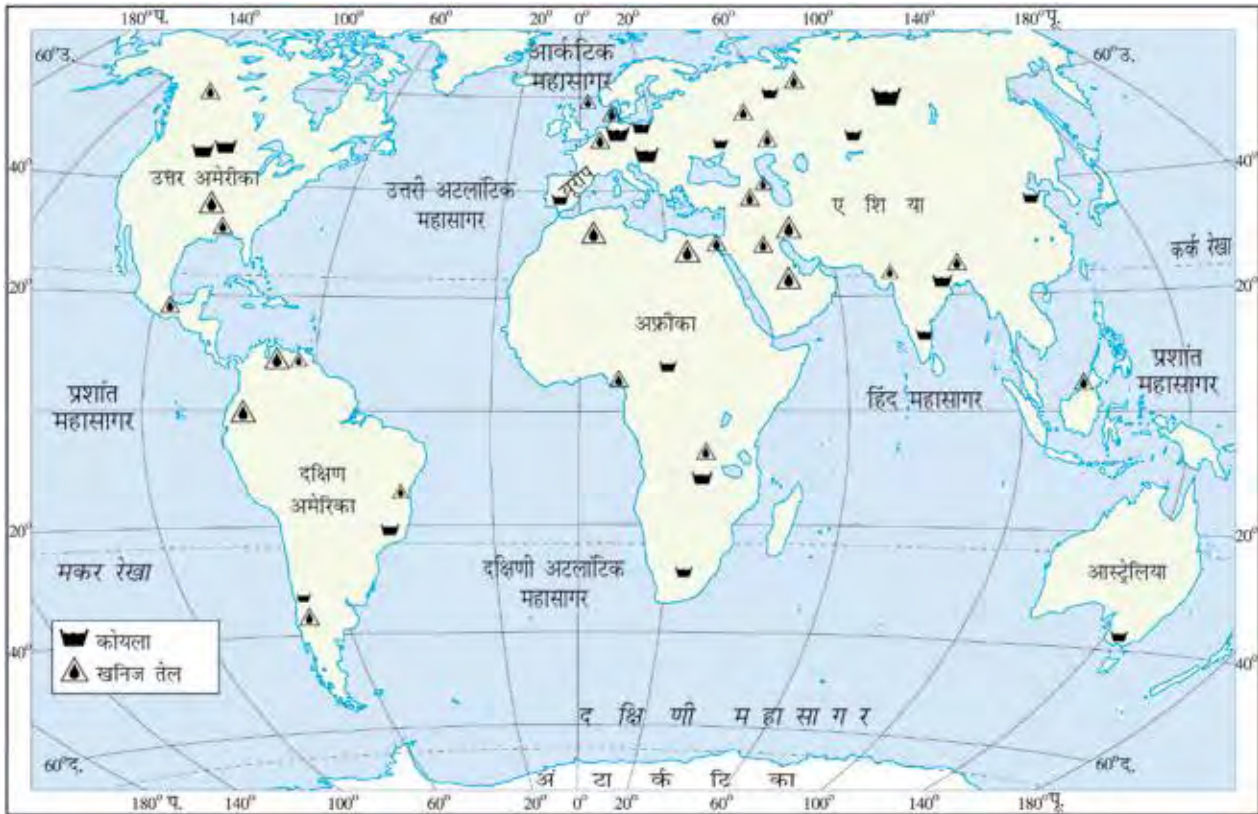 180°प. 140° 100° 60° 20° 0° 20° 60° 100° 140° 180°पू.
60°उ. 60°उ.
आर्कटिक
महासागर
40° 40°
उत्तर अमेरीका
उत्तरी अटलांटिक
महासागर
यूरोप
ए शि या
कर्क रेखा
20° 20°
अफ्रीका
प्रशांत
महासागर
हिंद महासागर
प्रशांत
महासागर
दक्षिण
अमेरिका
20° 20°
मकर रेखा
दक्षिणी अटलांटिक
महासागर
आस्ट्रेलिया
कोयला
खनिज तेल
40° 40°
द क्षि णी म हा सा ग र
60°द. 60°द.
अ टा र्क टि का
180°प. 140° 100° 60° 20° 0° 20° 60° 100° 140° 180°पू.